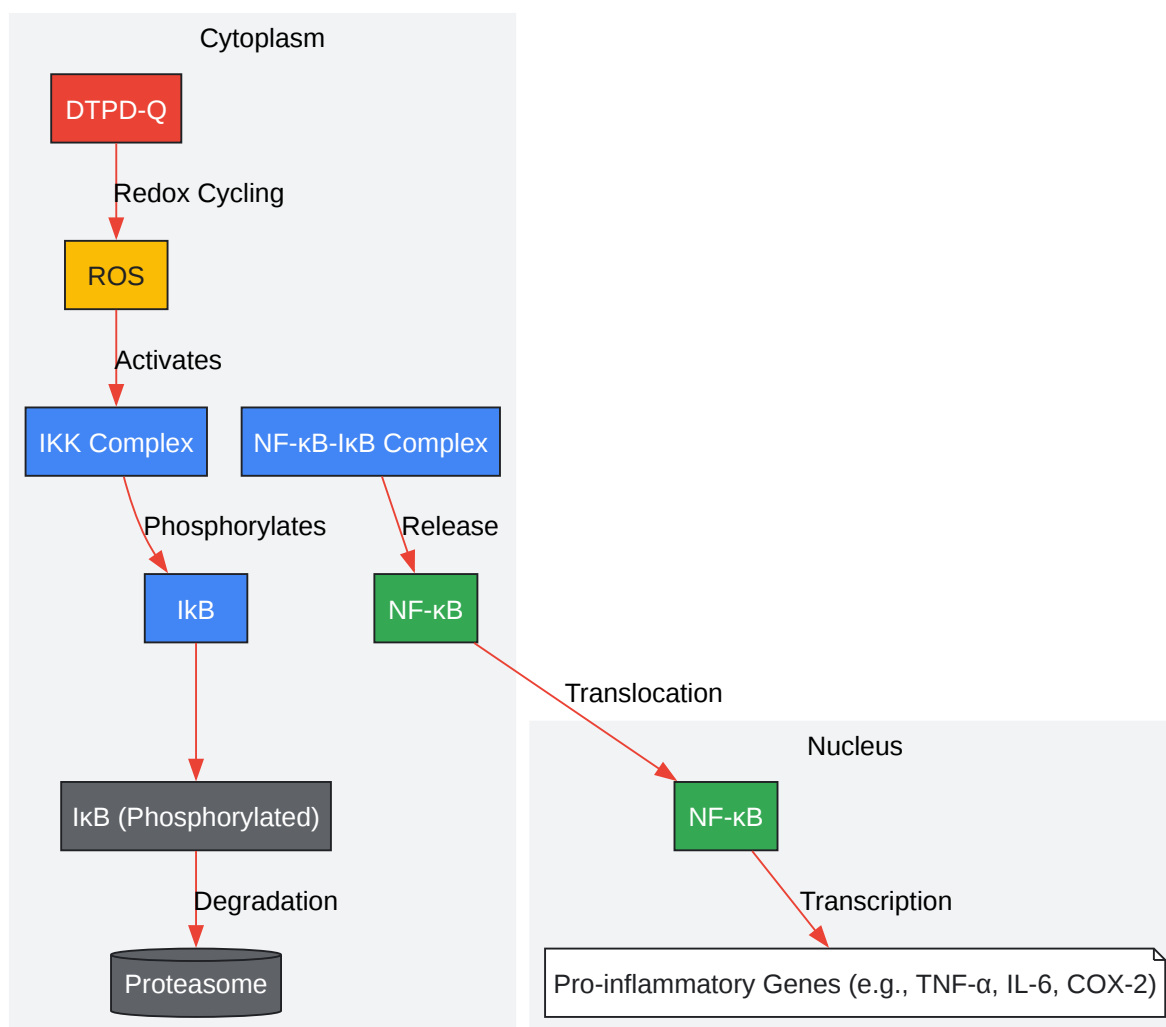 Cytoplasm
DTPD-Q
Redox Cycling
ROS
Activates
IKK Complex
NF-κB-IκB Complex
Phosphorylates
Release
IkB
NF-κB
Translocation
Nucleus
IκB (Phosphorylated)
NF-κB
Degradation
Transcription
Proteasome
Pro-inflammatory Genes (e.g., TNF-α, IL-6, COX-2)